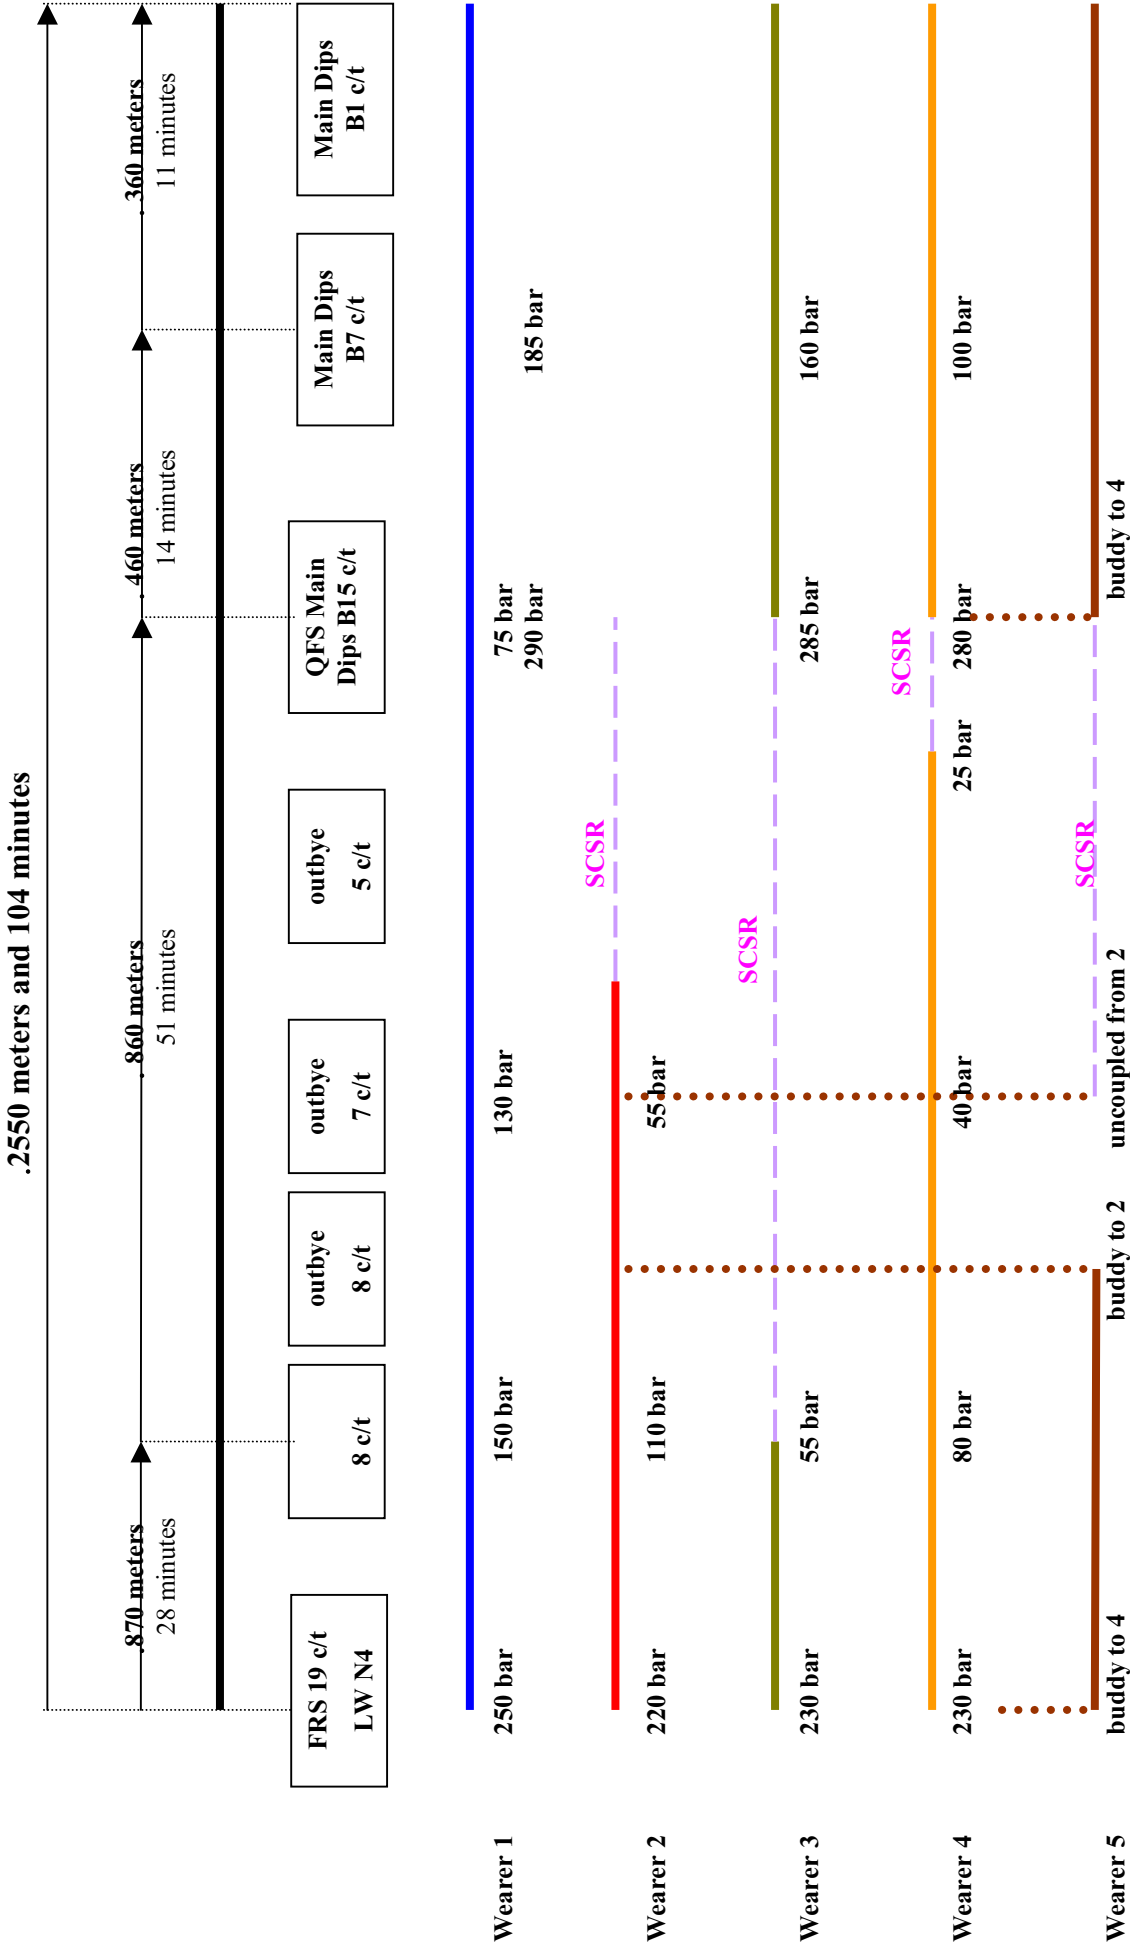 .2550 meters and 104 minutes
.870 meters
28 minutes
.860 meters
51 minutes
.460 meters
14 minutes
.360 meters
11 minutes
FRS 19 c/t
LW N4
8 c/t
outbye
8 c/t
outbye
7 c/t
outbye
5 c/t
QFS Main
Dips B15 c/t
Main Dips
B7 c/t
Main Dips
B1 c/t
Wearer 1
250 bar
150 bar
130 bar
75 bar
290 bar
185 bar
Wearer 2
220 bar
110 bar
55 bar
SCSR
Wearer 3
230 bar
55 bar
SCSR
285 bar
160 bar
Wearer 4
230 bar
80 bar
40 bar
25 bar
SCSR
280 bar
100 bar
Wearer 5
buddy to 4
buddy to 2
uncoupled from 2
SCSR
buddy to 4